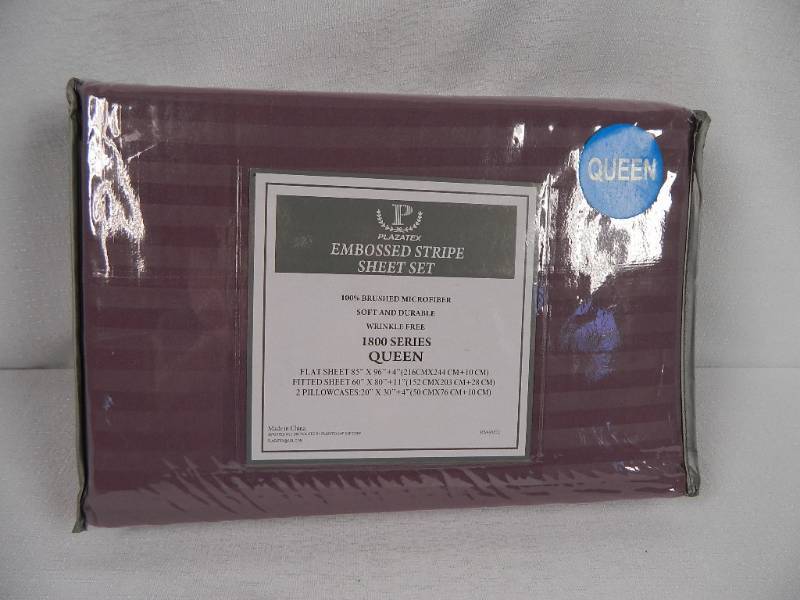 QUEEN
P
PLAZATEX
EMBOSSED STRIPE
SHEET SET
100% BRUSHED MICROFIBER
SOFT AND DURABLE
WRINKLE FREE
1800 SERIES
QUEEN
FLAT SHEET 85" X 96"+4"(216CMX244 CM+10 CM)
FITTED SHEET 60" X 80"+11"(152 CMX203 CM+28 CM)
2 PILLOWCASES:20" X 30"+4"(50 CMX76 CM+10 CM)
Made in China